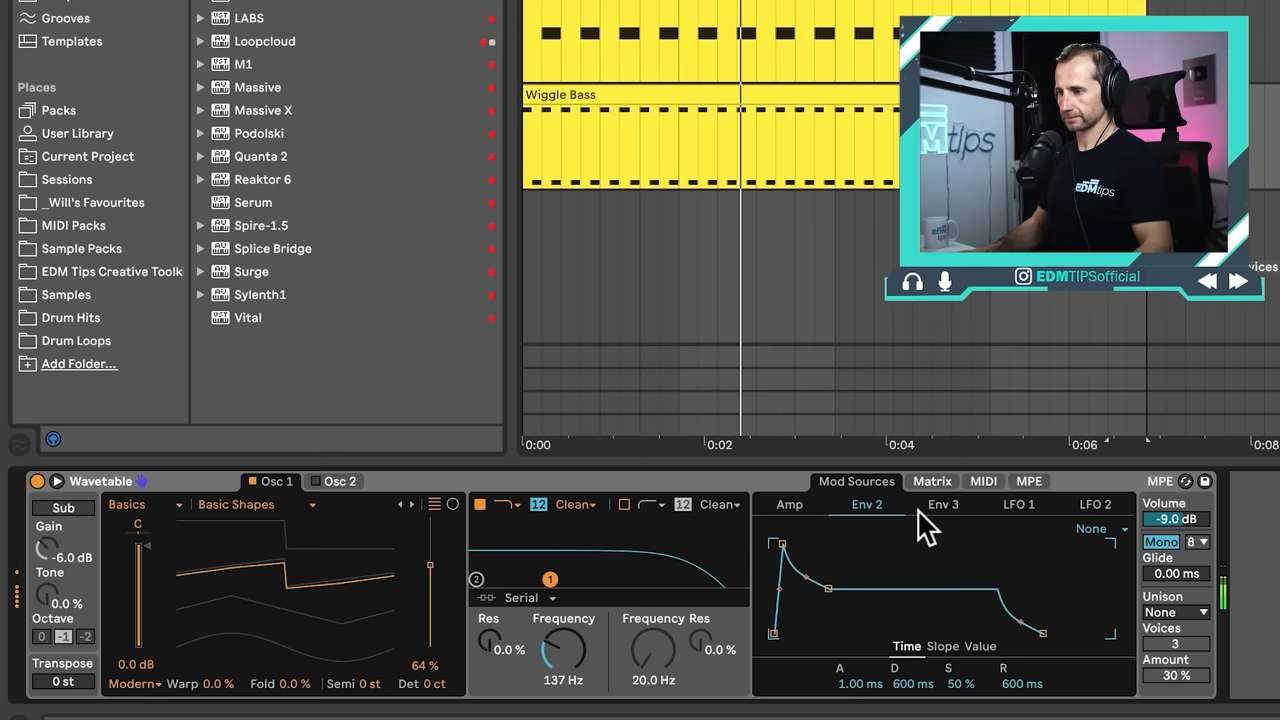 Grooves
Templates
Places
Packs
User Library
Current Project
Sessions
_Will's Favourites
MIDI Packs
Sample Packs
EDM Tips Creative Toolki
Samples
Drum Hits
Drum Loops
Add Folder...
LABS
Loopcloud
M1
Massive
Massive X
Podolski
Quanta 2
Reaktor 6
Serum
Spire-1.5
Splice Bridge
Surge
Sylenth1
Vital
Wiggle Bass
tips
EDMtips
EDMTIPSofficial
vices
0:00 0:02 0:04 0:06 0:08
Wavetable
Osc 1 Osc 2
Sub
Gain
-6.0 dB
Tone
0.0 %
Octave
0 -1 -2
Transpose
0 st
Basics Basic Shapes
C
0.0 dB 64 %
Modern Warp 0.0 % Fold 0.0 % Semi 0 st Det 0 ct
12 Clean 12 Clean
2 1
Serial
Res Frequency Frequency Res
0.0 % 0.0 %
137 Hz 20.0 Hz
Mod Sources Matrix MIDI MPE
Amp Env 2 Env 3 LFO 1 LFO 2
None
Time Slope Value
A D S R
1.00 ms 600 ms 50 % 600 ms
MPE
Volume
-9.0 dB
Mono 8
Glide
0.00 ms
Unison
None
Voices
3
Amount
30 %